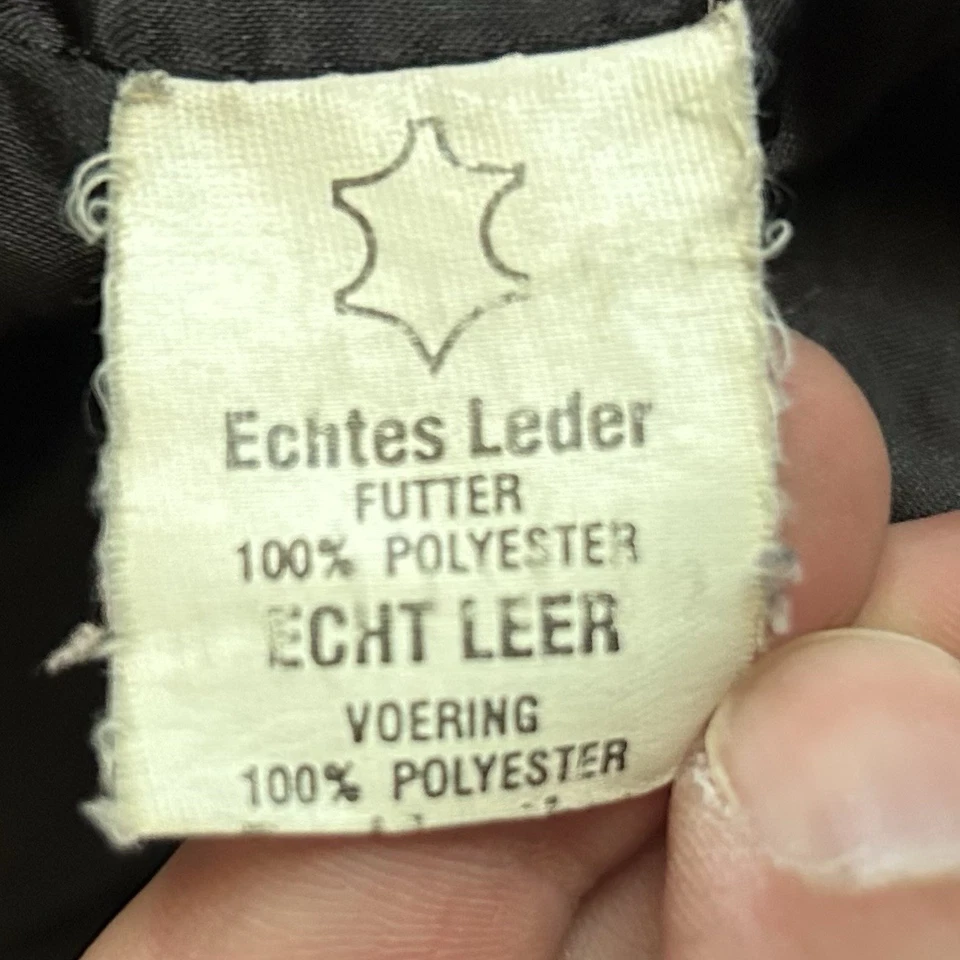 Echtes Leder
FUTTER
100% POLYESTER
ECHT LEER
VOERING
100% POLYESTER